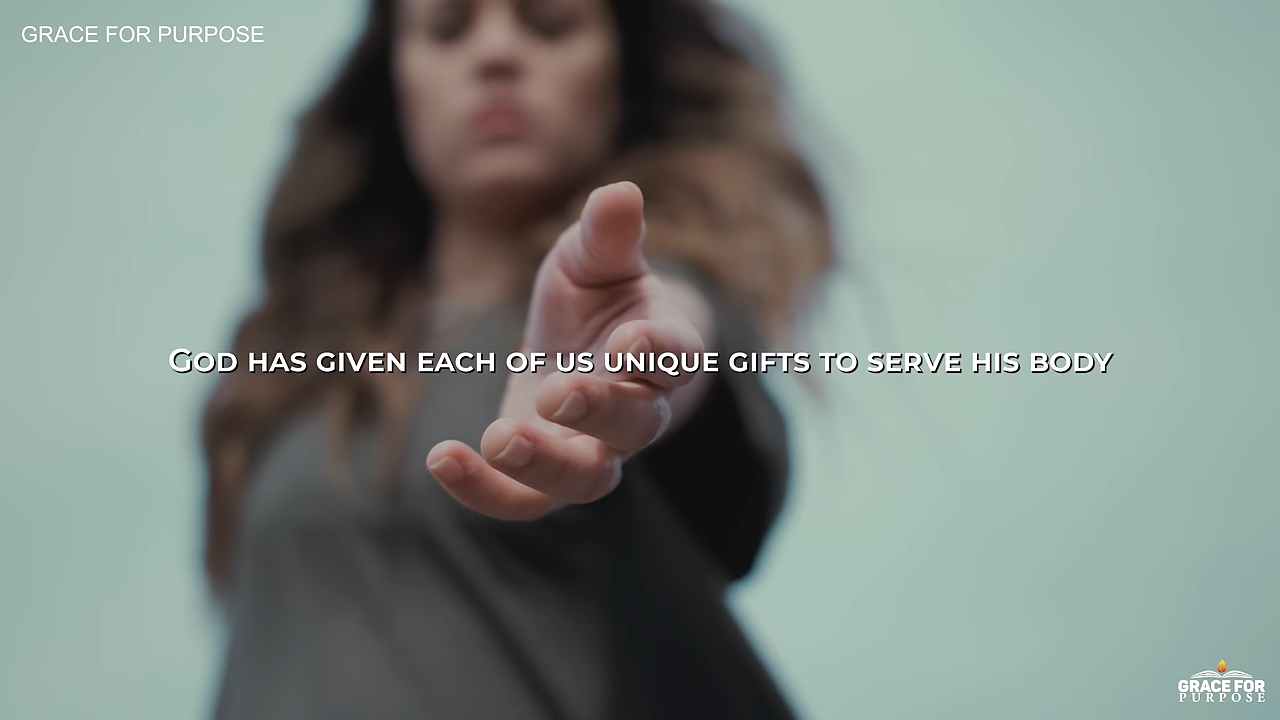 GRACE FOR PURPOSE
God has given each of us unique gifts to serve his body
GRACE FOR
PURPOSE